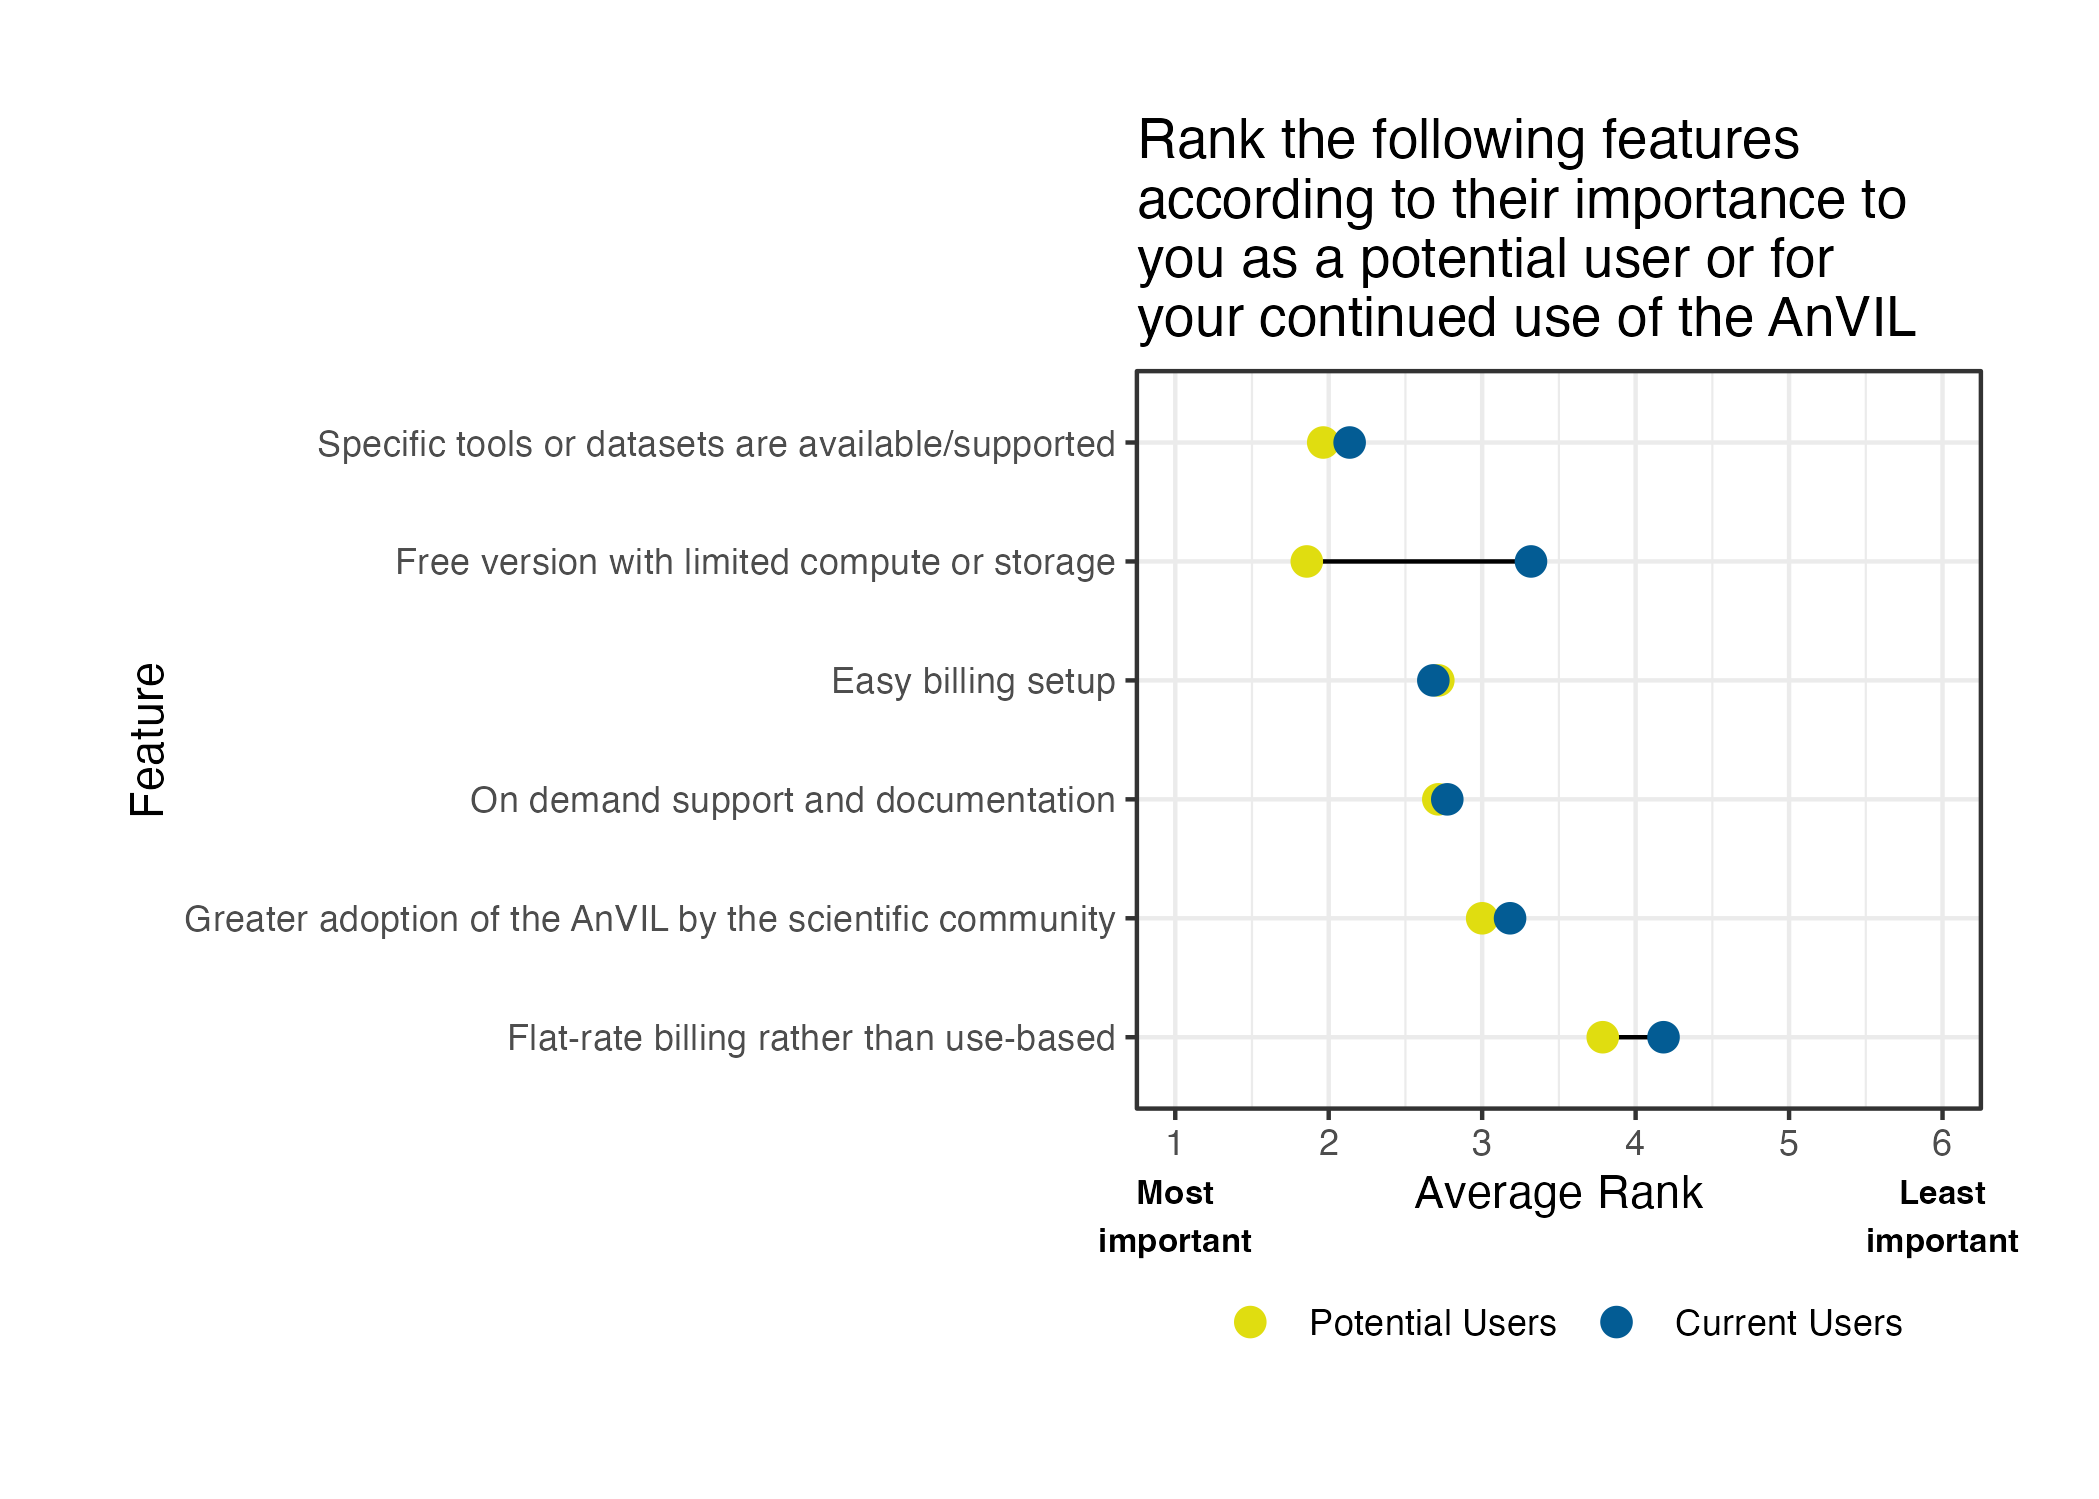 Rank the following features
according to their importance to
you as a potential user or for
your continued use of the AnVIL
Feature
Specific tools or datasets are available/supported
Free version with limited compute or storage
Easy billing setup
On demand support and documentation
Greater adoption of the AnVIL by the scientific community
Flat-rate billing rather than use-based
1 2 3 4 5 6
Most
important
Average Rank
Least
important
Potential Users Current Users